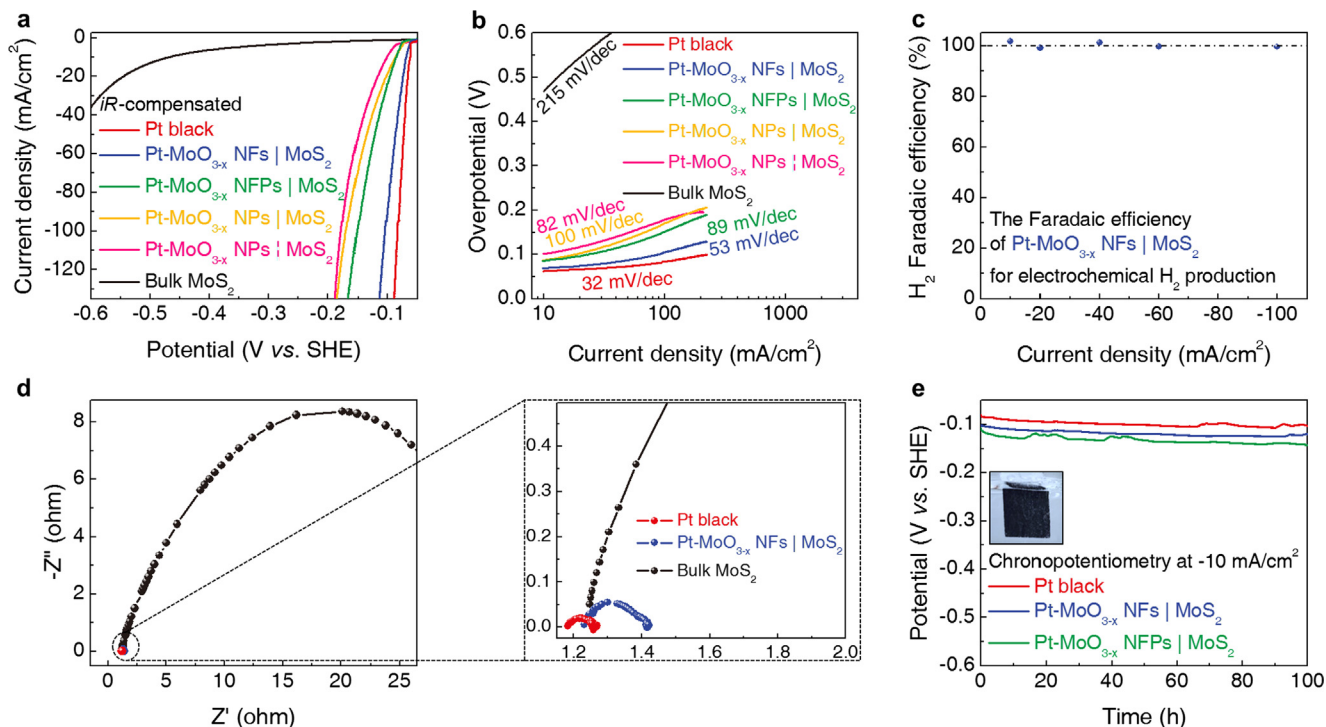 a
Current density (mA/cm²)
0
-20
-40
-60
-80
-100
-120
iR-compensated
Pt black
Pt-MoO₃₋ₓ NFs | MoS₂
Pt-MoO₃₋ₓ NFPs | MoS₂
Pt-MoO₃₋ₓ NPs | MoS₂
Pt-MoO₃₋ₓ NPs ¦ MoS₂
Bulk MoS₂
-0.6 -0.5 -0.4 -0.3 -0.2 -0.1
Potential (V vs. SHE)
b
Overpotential (V)
0.6
0.5
0.4
0.3
0.2
0.1
0.0
215 mV/dec
Pt black
Pt-MoO₃₋ₓ NFs | MoS₂
Pt-MoO₃₋ₓ NFPs | MoS₂
Pt-MoO₃₋ₓ NPs | MoS₂
Pt-MoO₃₋ₓ NPs ¦ MoS₂
Bulk MoS₂
82 mV/dec
100 mV/dec
89 mV/dec
53 mV/dec
32 mV/dec
10 100 1000
Current density (mA/cm²)
c
H₂ Faradaic efficiency (%)
100
80
60
40
20
0
The Faradaic efficiency
of Pt-MoO₃₋ₓ NFs | MoS₂
for electrochemical H₂ production
0 -20 -40 -60 -80 -100
Current density (mA/cm²)
d
-Z" (ohm)
8
6
4
2
0
0 5 10 15 20 25
Z' (ohm)
0.4
0.3
0.2
0.1
0.0
Pt black
Pt-MoO₃₋ₓ NFs | MoS₂
Bulk MoS₂
1.2 1.4 1.6 1.8 2.0
e
Potential (V vs. SHE)
-0.1
-0.2
-0.3
-0.4
-0.5
-0.6
Chronopotentiometry at -10 mA/cm²
Pt black
Pt-MoO₃₋ₓ NFs | MoS₂
Pt-MoO₃₋ₓ NFPs | MoS₂
0 20 40 60 80 100
Time (h)